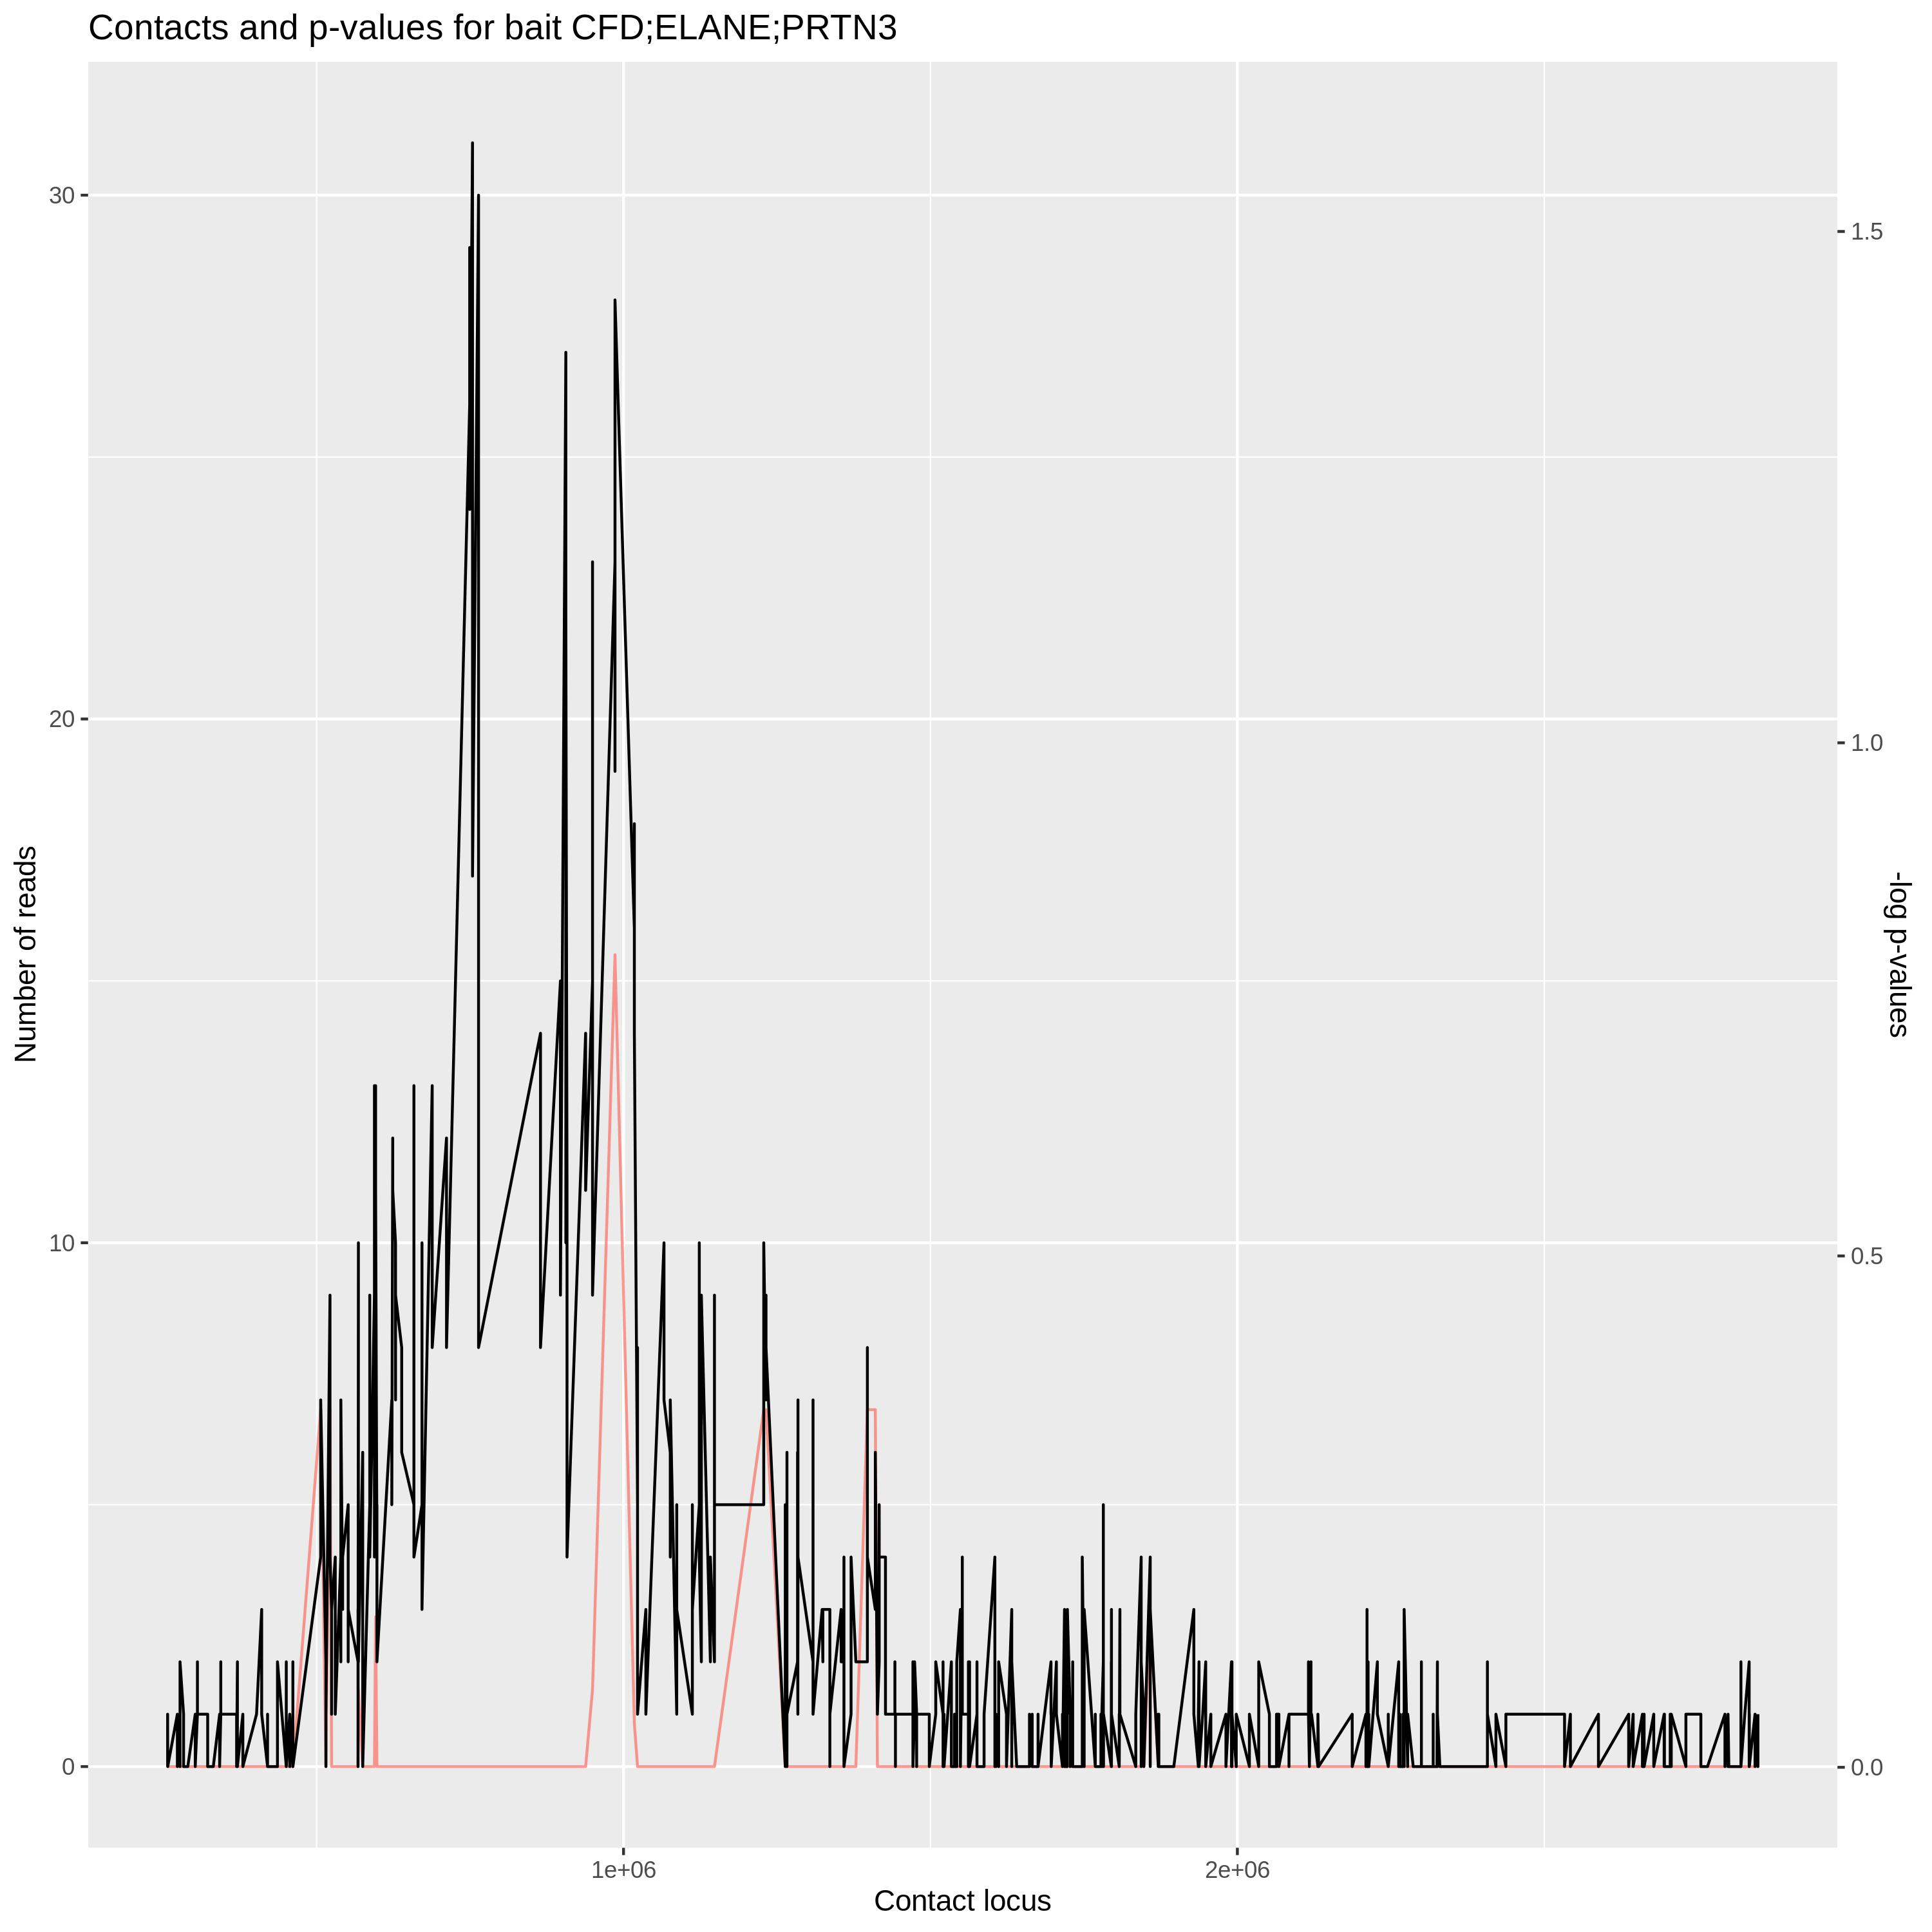 Contacts and p-values for bait CFD;ELANE;PRTN3
30
20
10
0
Number of reads
1.5
1.0
0.5
0.0
-log p-values
1e+06
2e+06
Contact locus